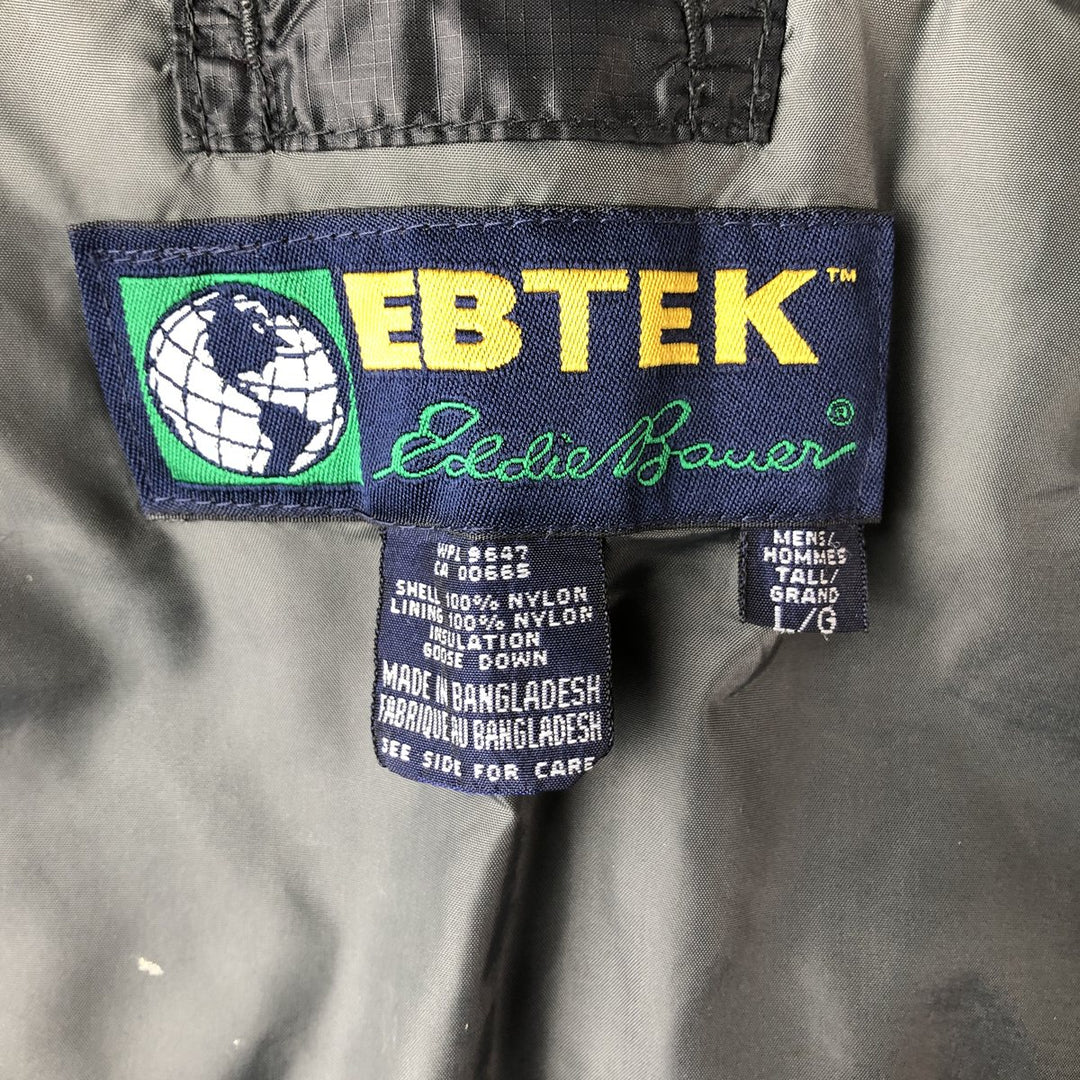 EBTEK™
Eddie Bauer®
WPL 9647
CA 00665
SHELL 100% NYLON
LINING 100% NYLON
INSULATION
GOOSE DOWN
MADE IN BANGLADESH
FABRIQUE AU BANGLADESH
SEE SIDE FOR CARE
MENS/
HOMMES
TALL/
GRAND
L/G